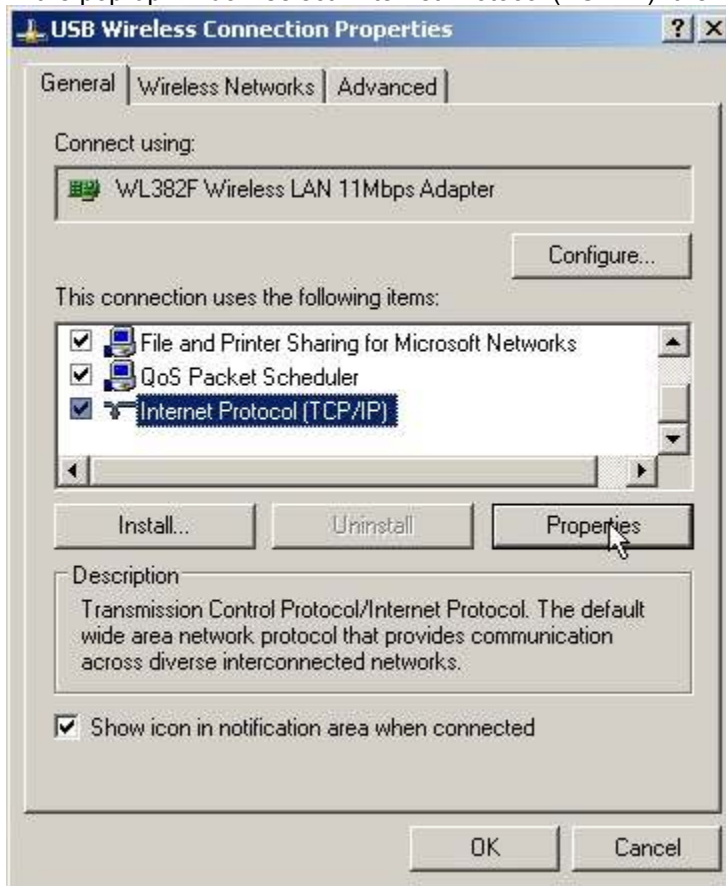 USB Wireless Connection Properties
General Wireless Networks Advanced
Connect using:
WL382F Wireless LAN 11Mbps Adapter
Configure...
This connection uses the following items:
File and Printer Sharing for Microsoft Networks
QoS Packet Scheduler
Internet Protocol (TCP/IP)
Install... Uninstall Properties
Description
Transmission Control Protocol/Internet Protocol. The default
wide area network protocol that provides communication
across diverse interconnected networks.
Show icon in notification area when connected
OK Cancel